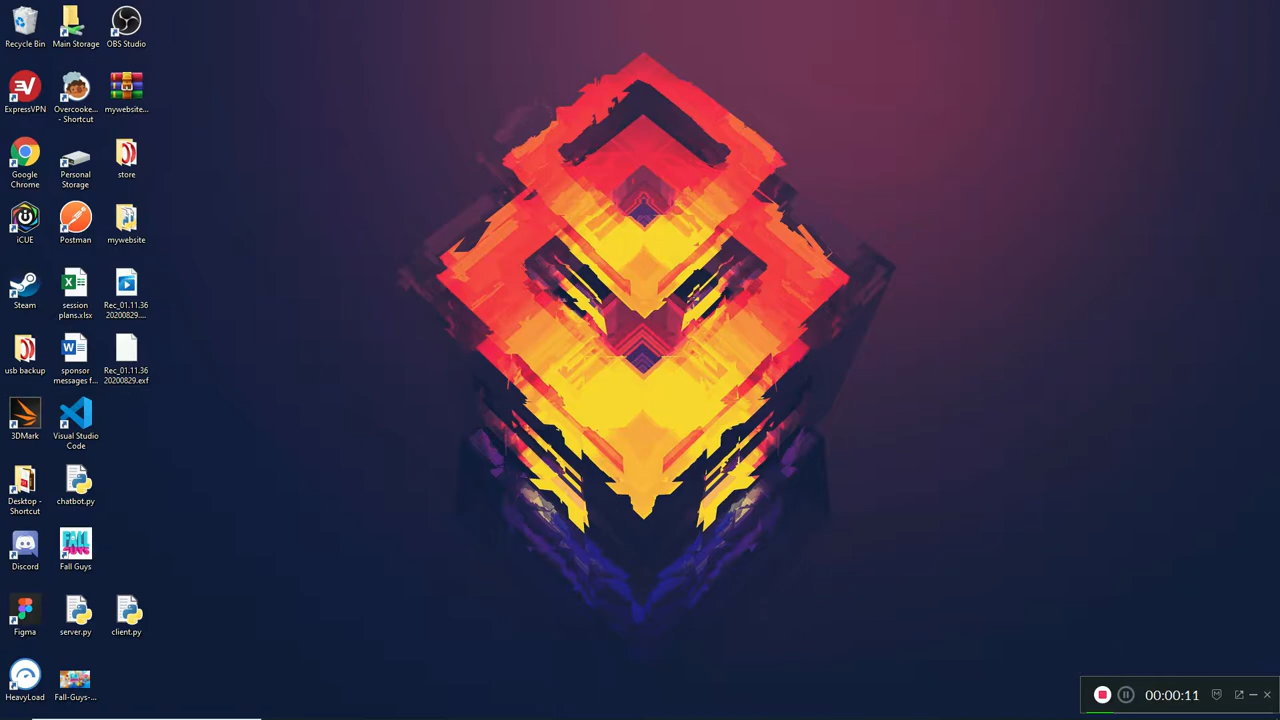 Recycle Bin
Main Storage
OBS Studio
ExpressVPN
Overcooke...
- Shortcut
mywebsite...
Google
Chrome
Personal
Storage
store
iCUE
Postman
mywebsite
Steam
session
plans.xlsx
Rec_01.11.36
20200829....
usb backup
sponsor
messages f...
Rec_01.11.36
20200829.exf
3DMark
Visual Studio
Code
Desktop -
Shortcut
chatbot.py
Discord
Fall Guys
Figma
server.py
client.py
HeavyLoad
Fall-Guys-...
00:00:11